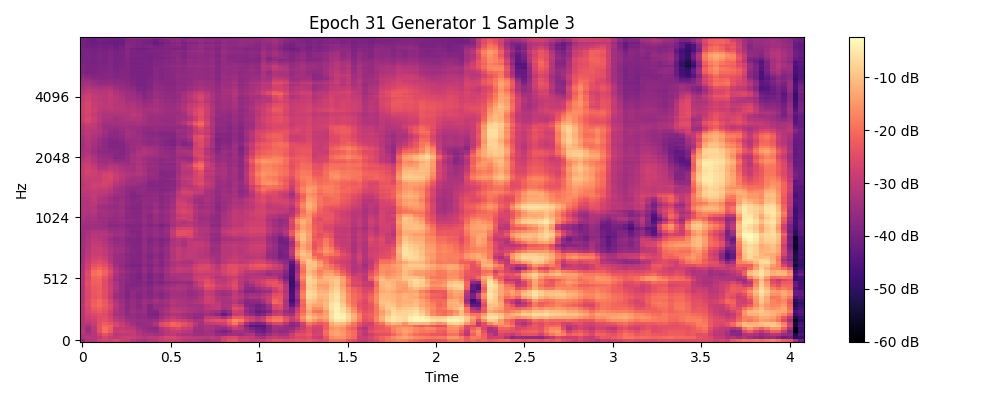 Epoch 31 Generator 1 Sample 3
4096
2048
1024
512
0
Hz
0
0.5
1
1.5
2
2.5
3
3.5
4
Time
-10 dB
-20 dB
-30 dB
-40 dB
-50 dB
-60 dB